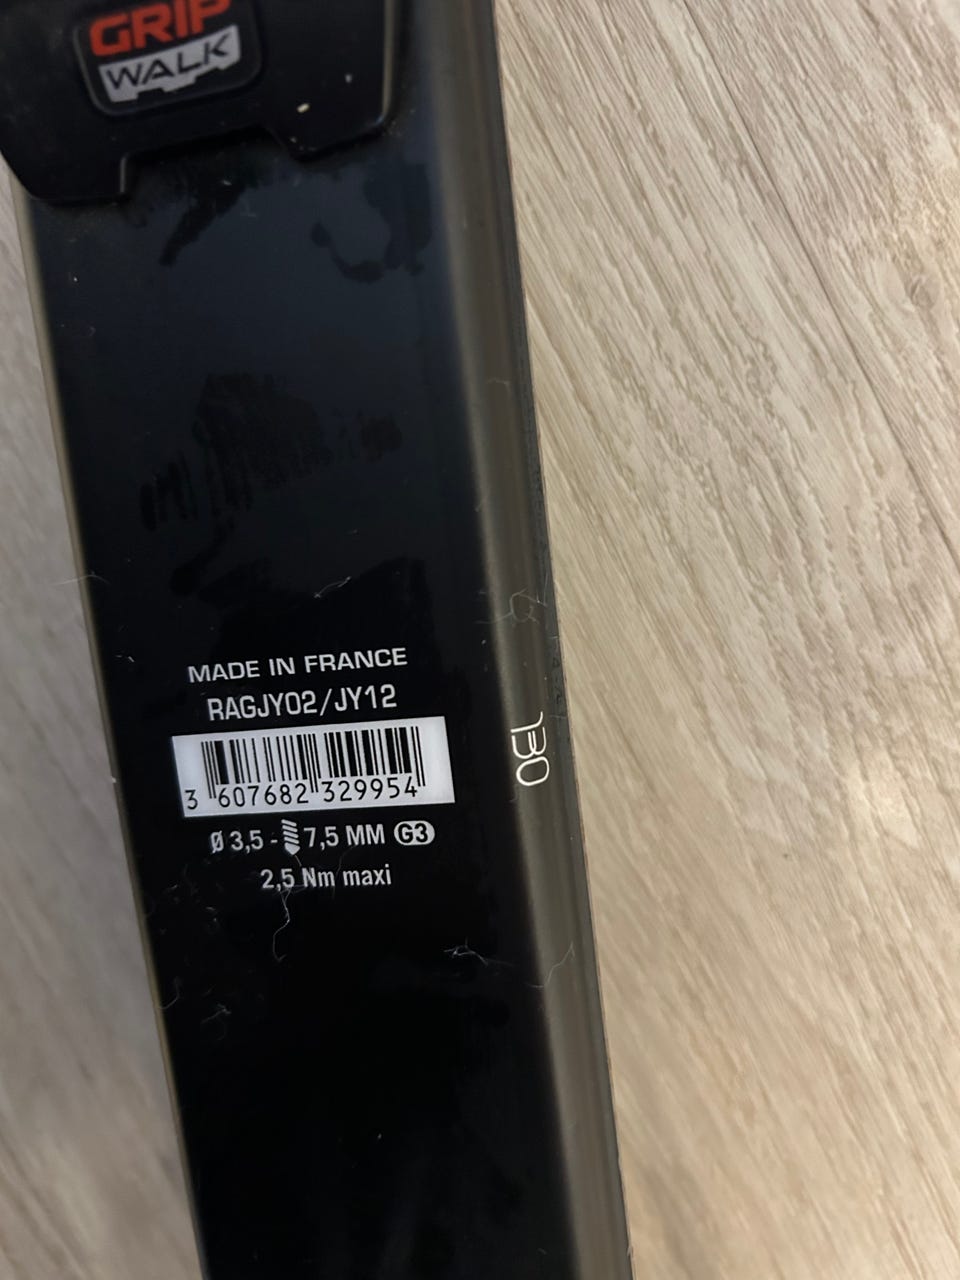 GRIP
WALK
MADE IN FRANCE
RAGJY02/JY12
3 607682 329954
Ø 3,5 - 7,5 MM G3
2,5 Nm maxi
130